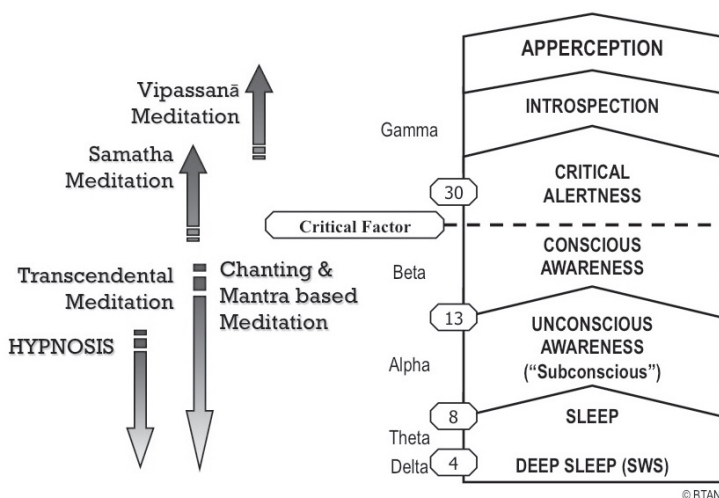 Vipassanā
Meditation
Samatha
Meditation
Transcendental
Meditation
HYPNOSIS
Chanting &
Mantra based
Meditation
Gamma
Beta
Alpha
Theta
Delta
30
Critical Factor
13
8
4
APPERCEPTION
INTROSPECTION
CRITICAL
ALERTNESS
CONSCIOUS
AWARENESS
UNCONSCIOUS
AWARENESS
("Subconscious")
SLEEP
DEEP SLEEP (SWS)
© BTAN